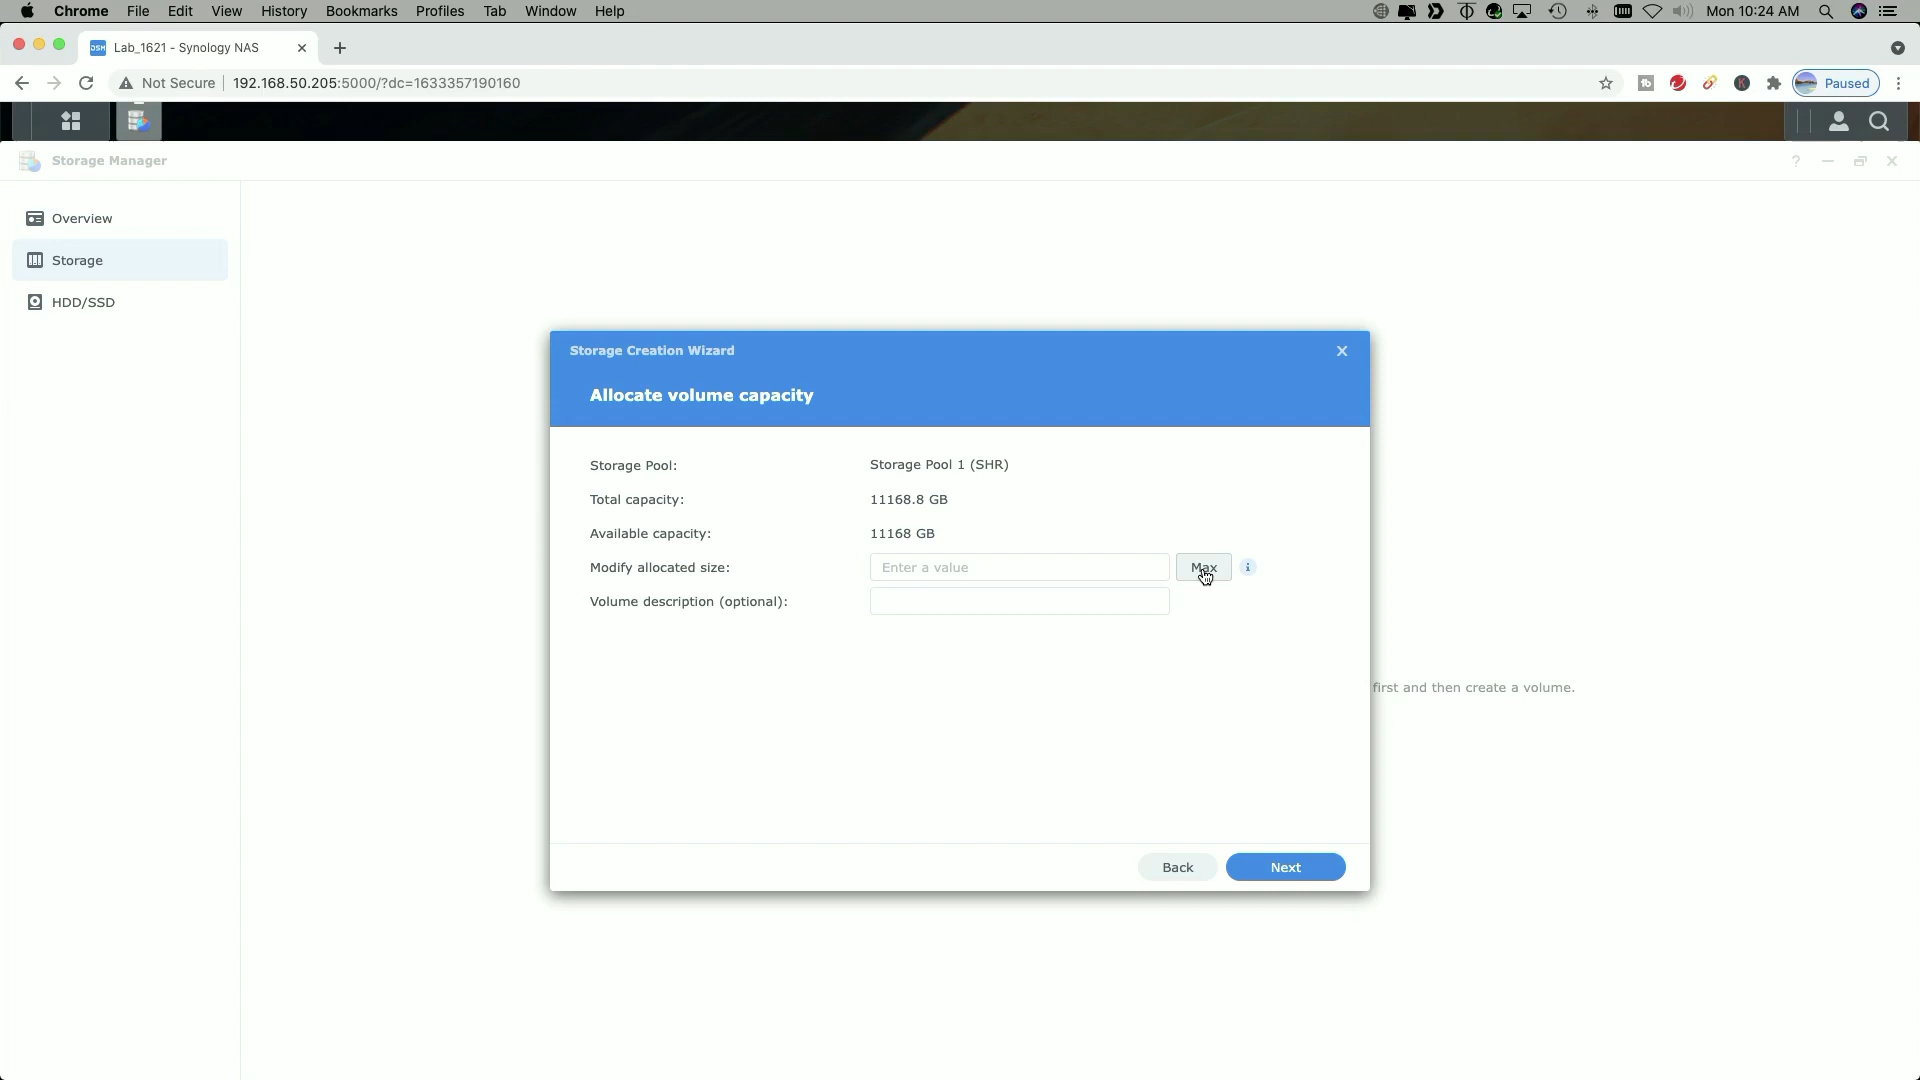 Chrome File Edit View History Bookmarks Profiles Tab Window Help Mon 10:24 AM
DSM Lab_1621 - Synology NAS
Not Secure 192.168.50.205:5000/?dc=1633357190160 Paused
Storage Manager
Overview
Storage
HDD/SSD
Storage Creation Wizard
Allocate volume capacity
Storage Pool: Storage Pool 1 (SHR)
Total capacity: 11168.8 GB
Available capacity: 11168 GB
Modify allocated size: Enter a value Max
Volume description (optional):
first and then create a volume.
Back Next